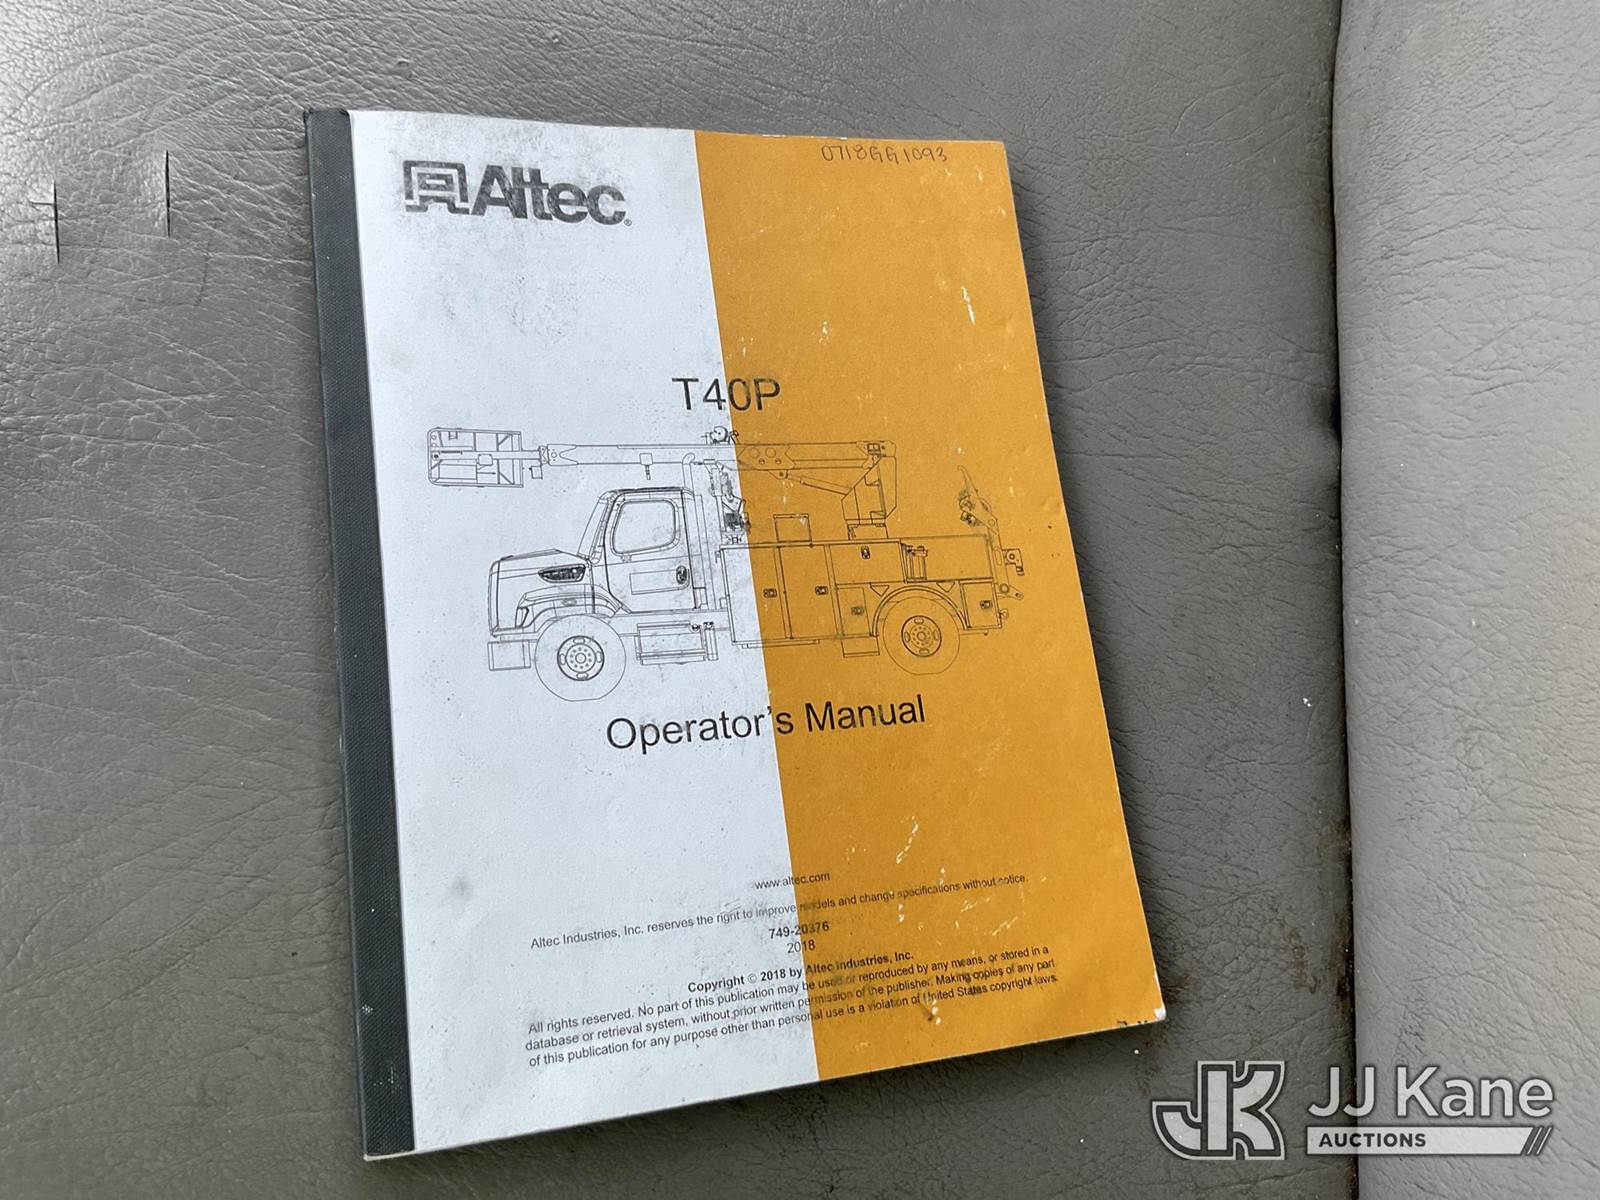 0718GG1093
Altec®
T40P
Operator's Manual
www.altec.com
Altec Industries, Inc. reserves the right to improve models and change specifications without notice.
749-20376
2018
Copyright © 2018 by Altec Industries, Inc.
All rights reserved. No part of this publication may be used or reproduced by any means, or stored in a
database or retrieval system, without prior written permission of the publisher. Making copies of any part
of this publication for any purpose other than personal use is a violation of United States copyright laws.
JK JJ Kane
AUCTIONS